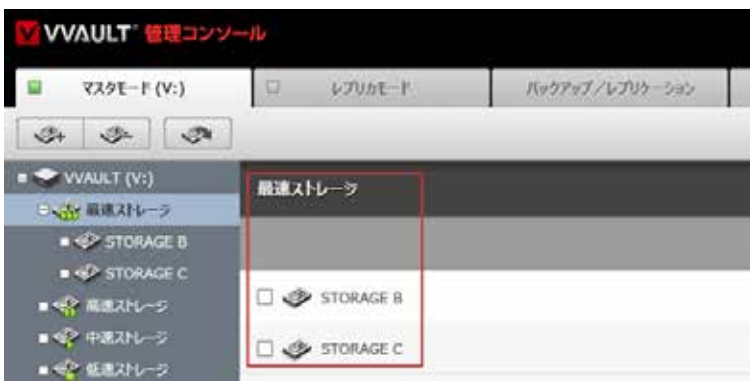 VVAULT® 管理コンソール
マスタモード (V:)
レプリカモード
バックアップ/レプリケーション
VVAULT (V:)
最速ストレージ
STORAGE B
STORAGE C
高速ストレージ
中速ストレージ
低速ストレージ
最速ストレージ
STORAGE B
STORAGE C